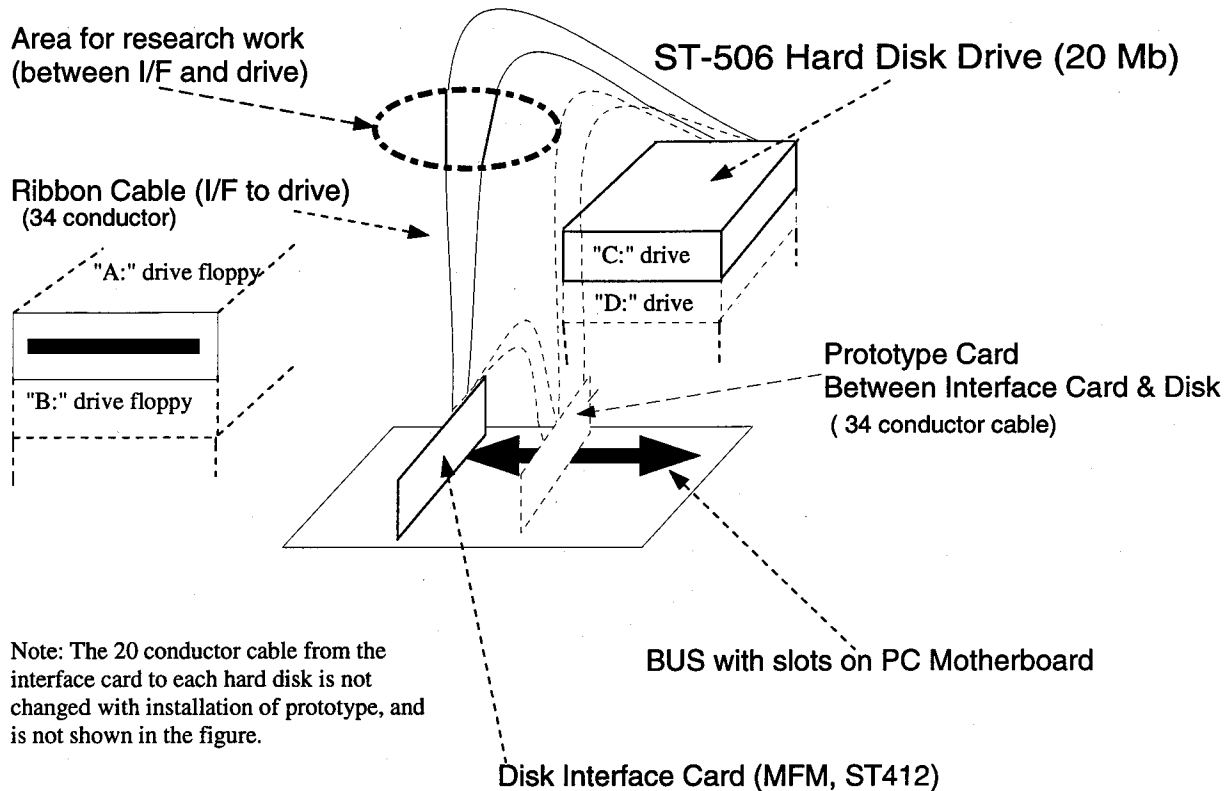 Area for research work
(between I/F and drive)
ST-506 Hard Disk Drive (20 Mb)
Ribbon Cable (I/F to drive)
(34 conductor)
"A:" drive floppy
"B:" drive floppy
"C:" drive
"D:" drive
Prototype Card
Between Interface Card & Disk
( 34 conductor cable)
BUS with slots on PC Motherboard
Note: The 20 conductor cable from the
interface card to each hard disk is not
changed with installation of prototype, and
is not shown in the figure.
Disk Interface Card (MFM, ST412)